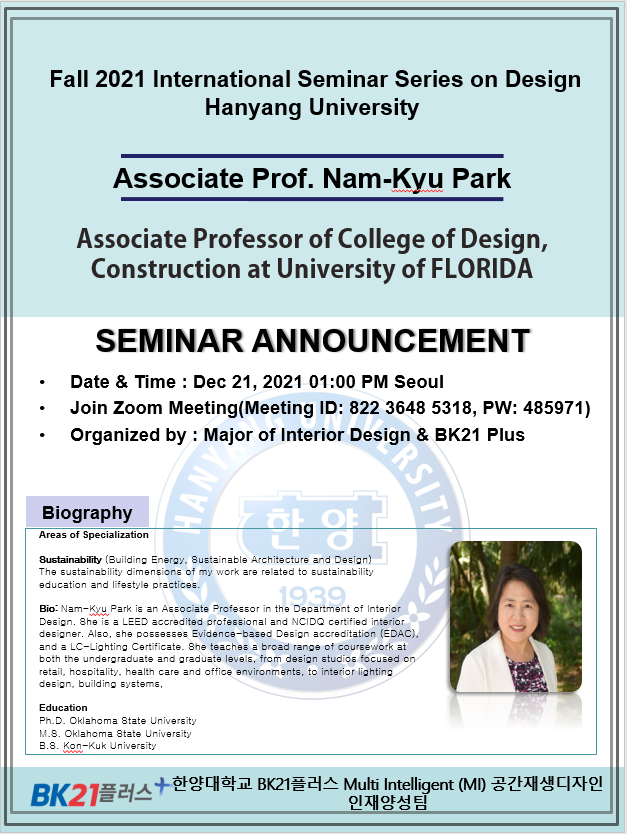 Fall 2021 International Seminar Series on Design
Hanyang University
Associate Prof. Nam-Kyu Park
Associate Professor of College of Design,
Construction at University of FLORIDA
SEMINAR ANNOUNCEMENT
• Date & Time : Dec 21, 2021 01:00 PM Seoul
• Join Zoom Meeting(Meeting ID: 822 3648 5318, PW: 485971)
• Organized by : Major of Interior Design & BK21 Plus
HANYANG UNIVERSITY
한양
1939
Biography
Areas of Specialization
Sustainability (Building Energy, Sustainable Architecture and Design)
The sustainability dimensions of my work are related to sustainability
education and lifestyle practices.
Bio: Nam-Kyu Park is an Associate Professor in the Department of Interior
Design. She is a LEED accredited professional and NCIDQ certified interior
designer. Also, she possesses Evidence-based Design accreditation (EDAC),
and a LC-Lighting Certificate. She teaches a broad range of coursework at
both the undergraduate and graduate levels, from design studios focused on
retail, hospitality, health care and office environments, to interior lighting
design, building systems,
Education
Ph.D. Oklahoma State University
M.S. Oklahoma State University
B.S. Kon-Kuk University
BK21플러스+
한양대학교 BK21플러스 Multi Intelligent (MI) 공간재생디자인
인재양성팀